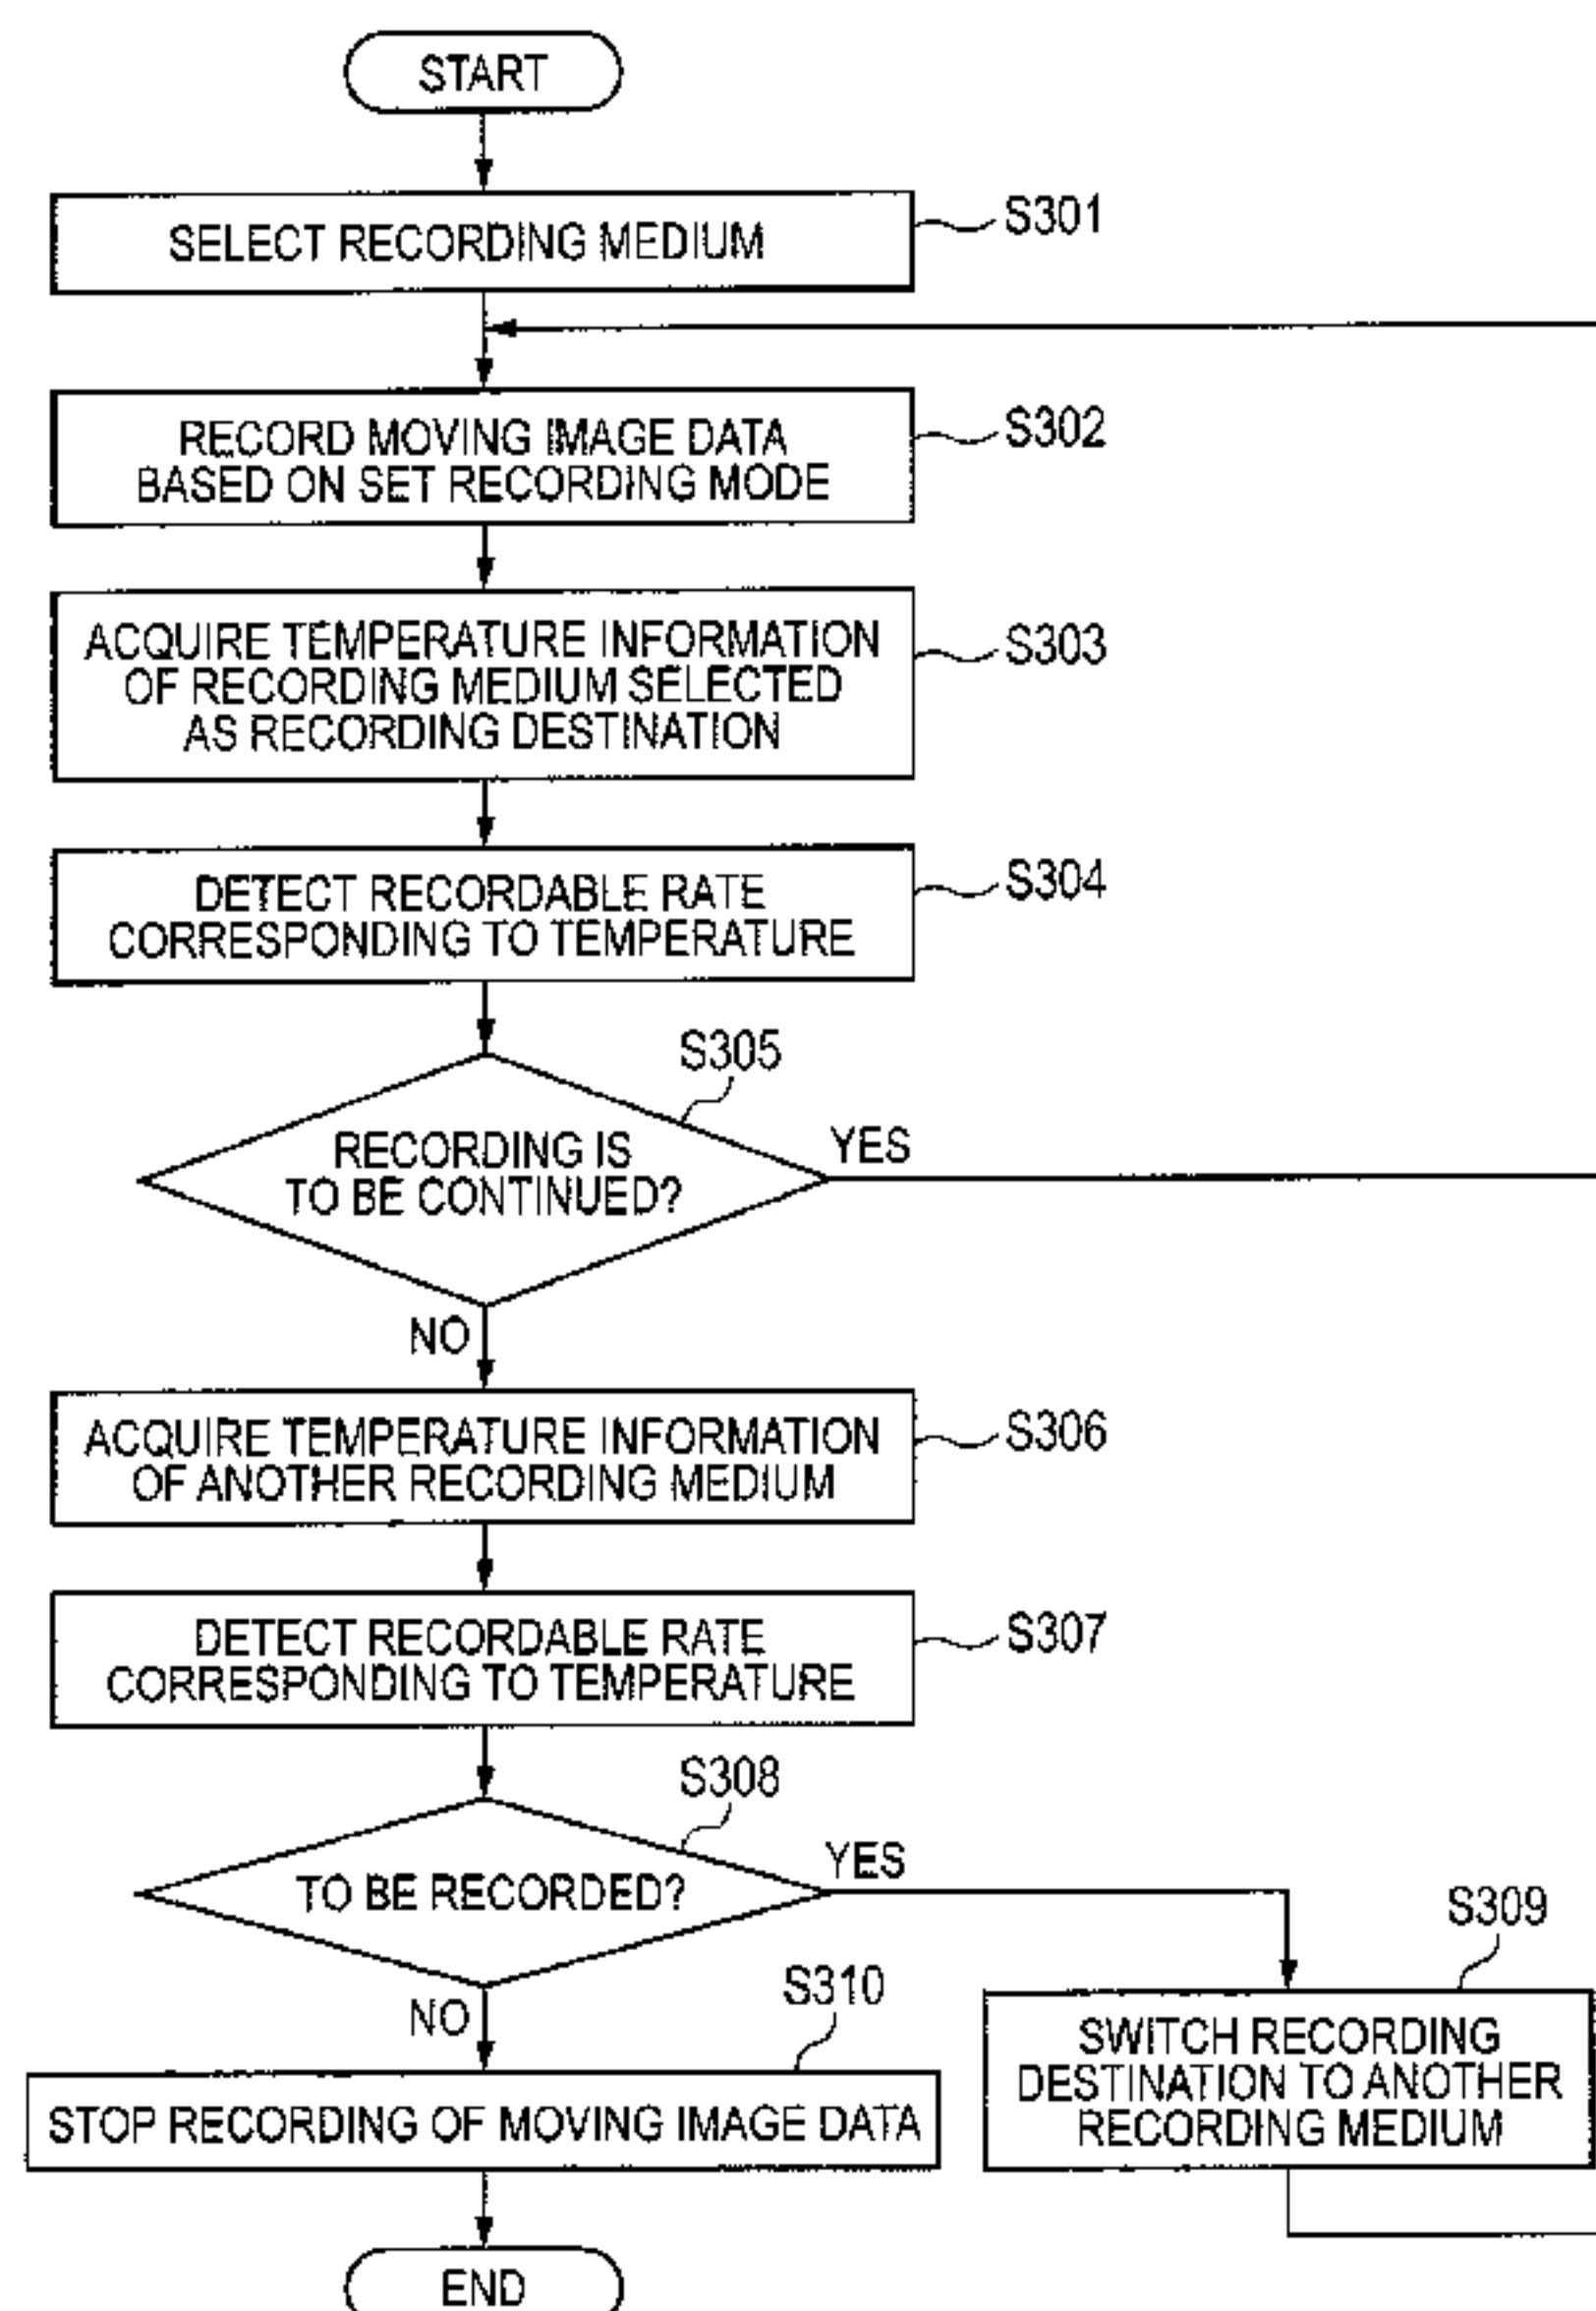 START
SELECT RECORDING MEDIUM
S301
RECORD MOVING IMAGE DATA
BASED ON SET RECORDING MODE
S302
ACQUIRE TEMPERATURE INFORMATION
OF RECORDING MEDIUM SELECTED
AS RECORDING DESTINATION
S303
DETECT RECORDABLE RATE
CORRESPONDING TO TEMPERATURE
S304
S305
RECORDING IS
TO BE CONTINUED?
YES
NO
ACQUIRE TEMPERATURE INFORMATION
OF ANOTHER RECORDING MEDIUM
S306
DETECT RECORDABLE RATE
CORRESPONDING TO TEMPERATURE
S307
S308
TO BE RECORDED?
YES
S309
SWITCH RECORDING
DESTINATION TO ANOTHER
RECORDING MEDIUM
NO
S310
STOP RECORDING OF MOVING IMAGE DATA
END